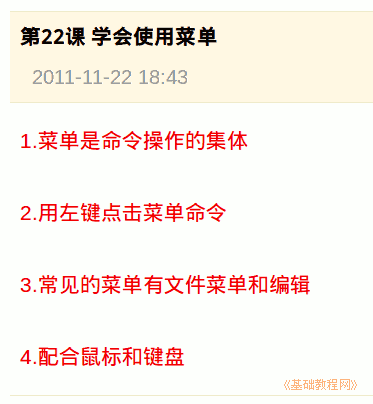 第22课 学会使用菜单
2011-11-22 18:43
1.菜单是命令操作的集体
2.用左键点击菜单命令
3.常见的菜单有文件菜单和编辑
4.配合鼠标和键盘
《基础教程网》